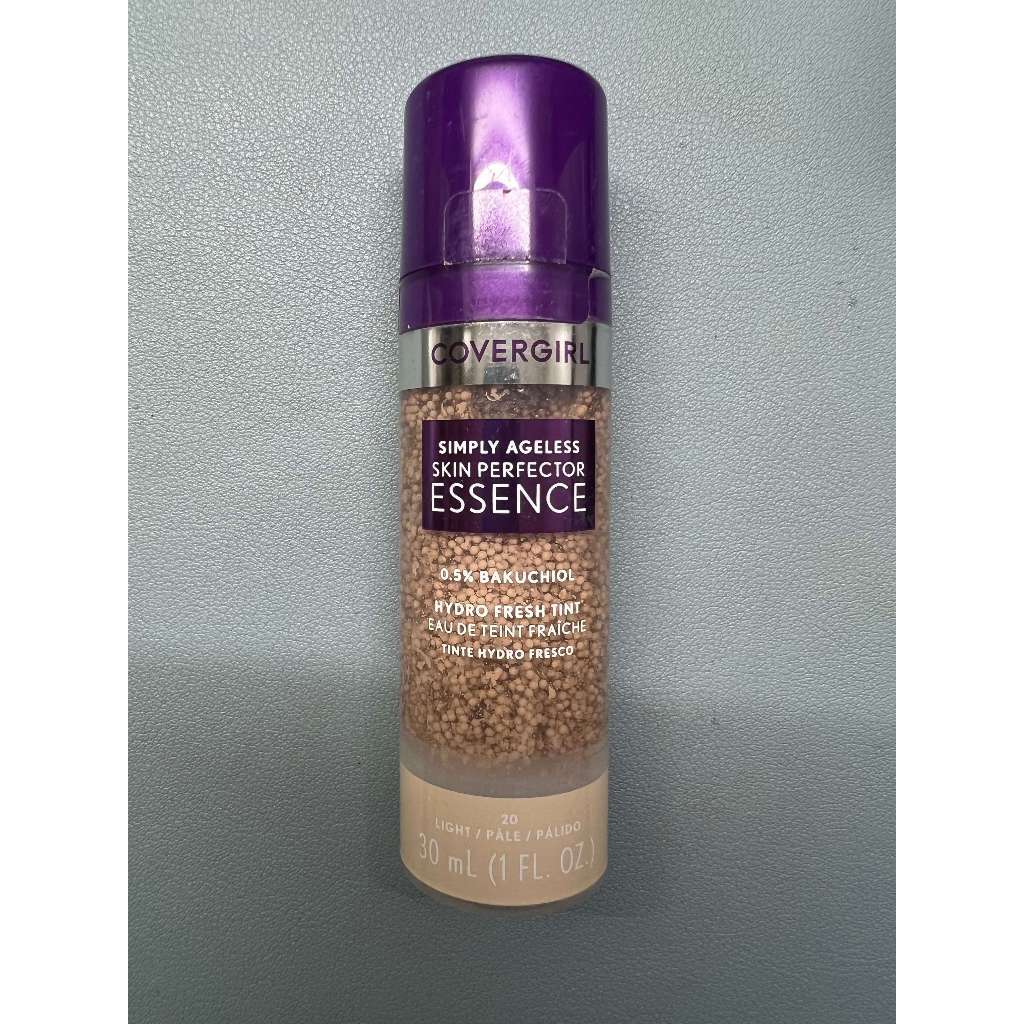 COVERGIRL
SIMPLY AGELESS
SKIN PERFECTOR
ESSENCE
0.5% BAKUCHIOL
HYDRO FRESH TINT
EAU DE TEINT FRAÎCHE
TINTE HYDRO FRESCO
20
LIGHT / PÂLE / PÁLIDO
30 mL (1 FL. OZ.)